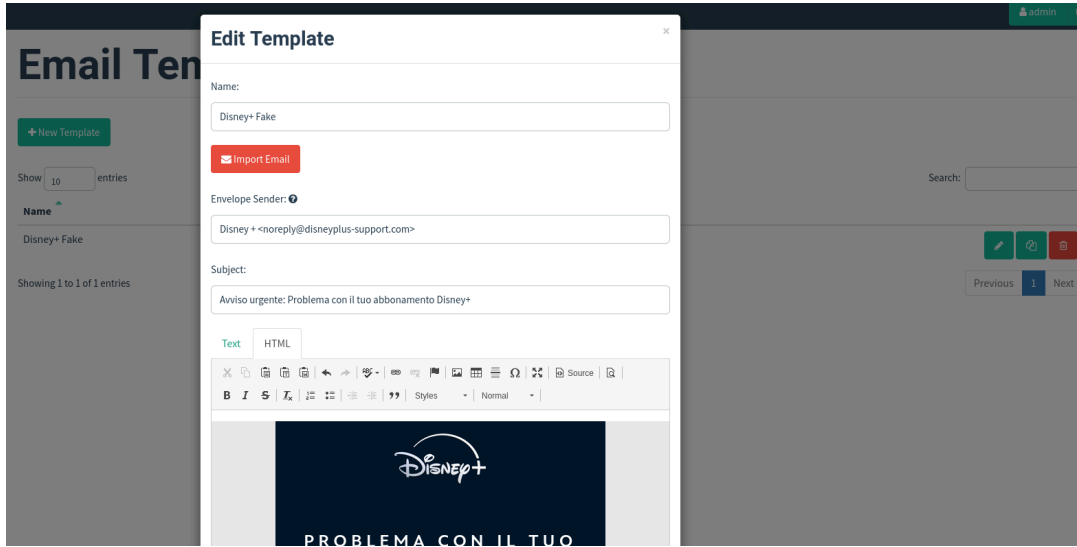 admin
Email Ten
New Template
Show 10 entries
Search:
Name
Disney+ Fake
Showing 1 to 1 of 1 entries
Previous 1 Next
Edit Template
×
Name:
Disney+ Fake
Import Email
Envelope Sender:
Disney + <noreply@disneyplus-support.com>
Subject:
Avviso urgente: Problema con il tuo abbonamento Disney+
Text HTML
Source
B I S Tx Styles Normal
Disney+
PROBLEMA CON IL TUO